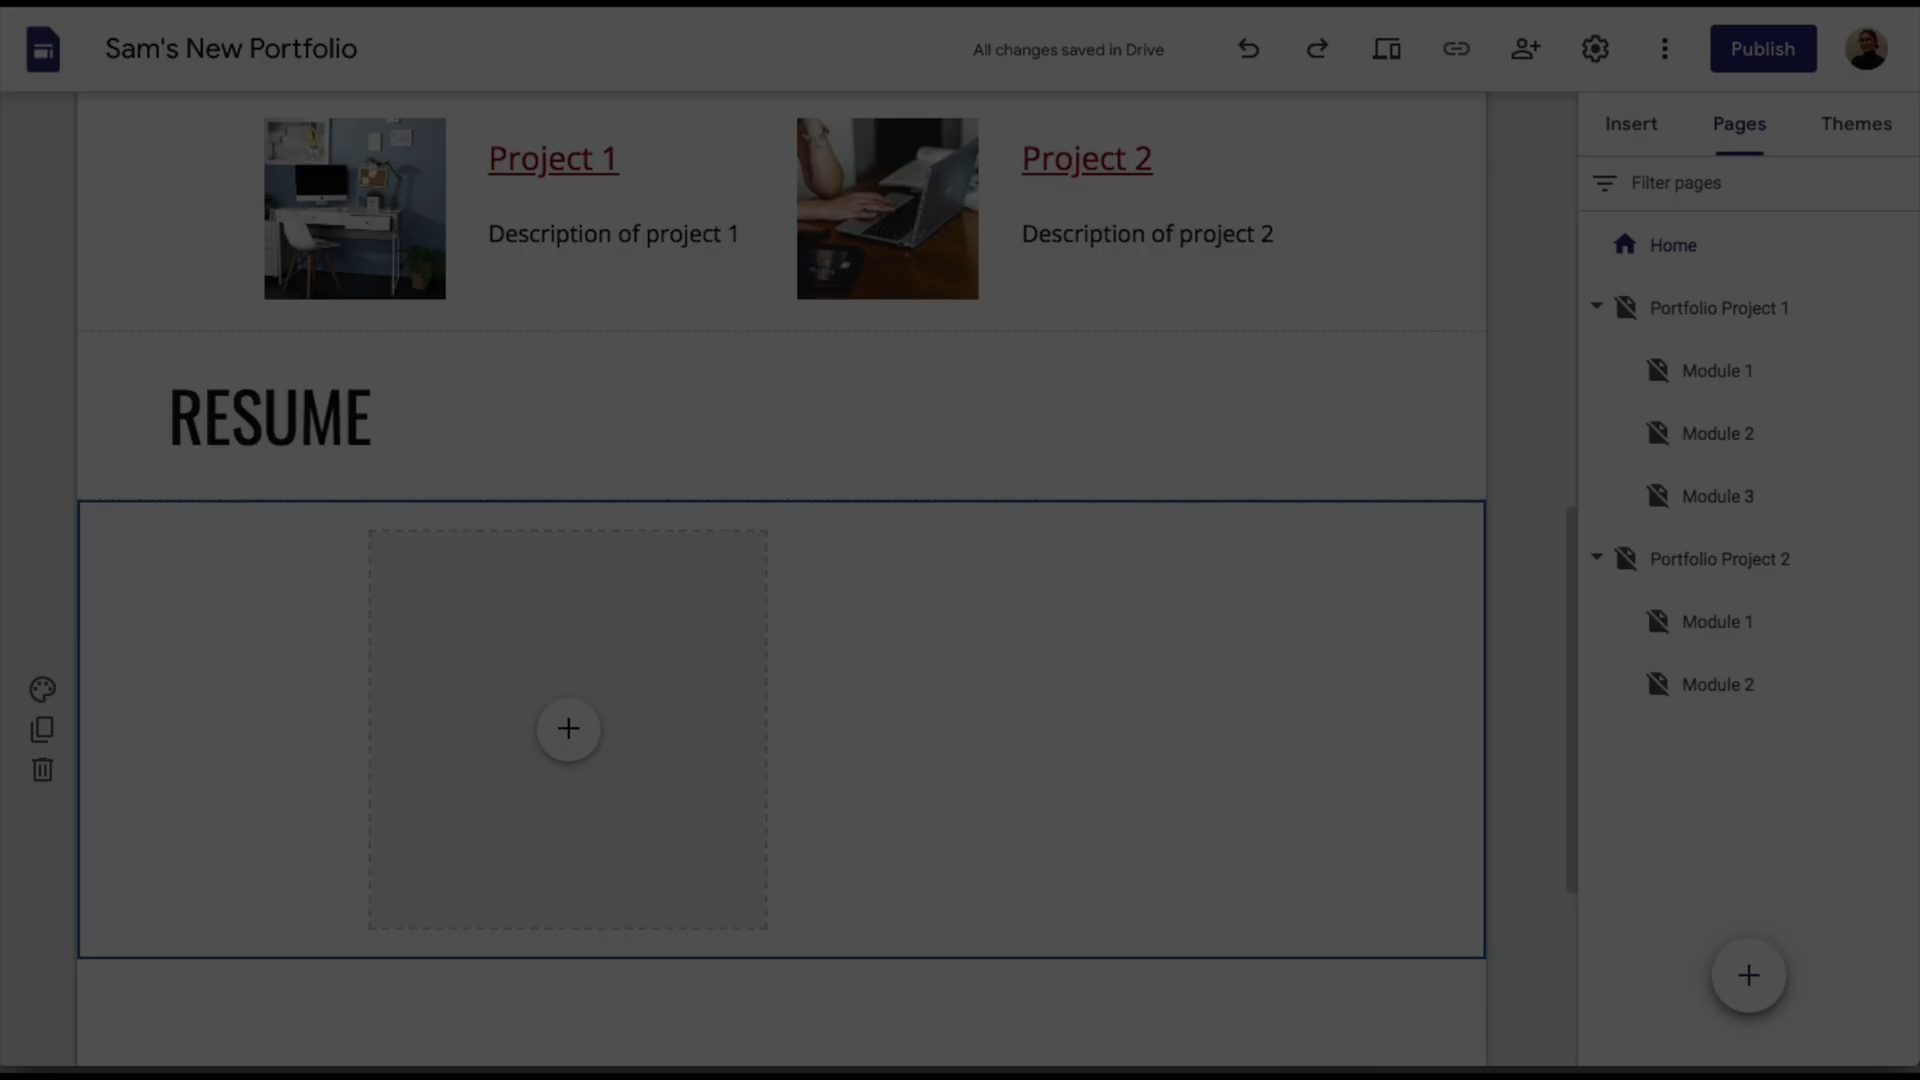 Sam's New Portfolio
All changes saved in Drive
Publish
Insert
Pages
Themes
Filter pages
Home
Portfolio Project 1
Module 1
Module 2
Module 3
Portfolio Project 2
Module 1
Module 2
Project 1
Description of project 1
Project 2
Description of project 2
RESUME